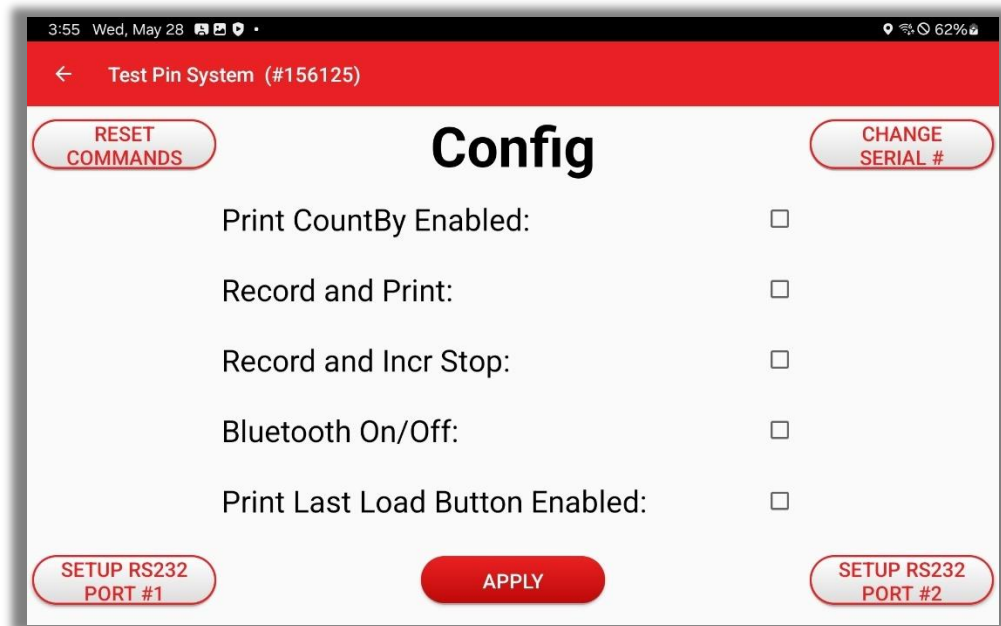 3:55 Wed, May 28
62%
Test Pin System (#156125)
RESET
COMMANDS
Config
CHANGE
SERIAL #
Print CountBy Enabled:
Record and Print:
Record and Incr Stop:
Bluetooth On/Off:
Print Last Load Button Enabled:
SETUP RS232
PORT #1
APPLY
SETUP RS232
PORT #2